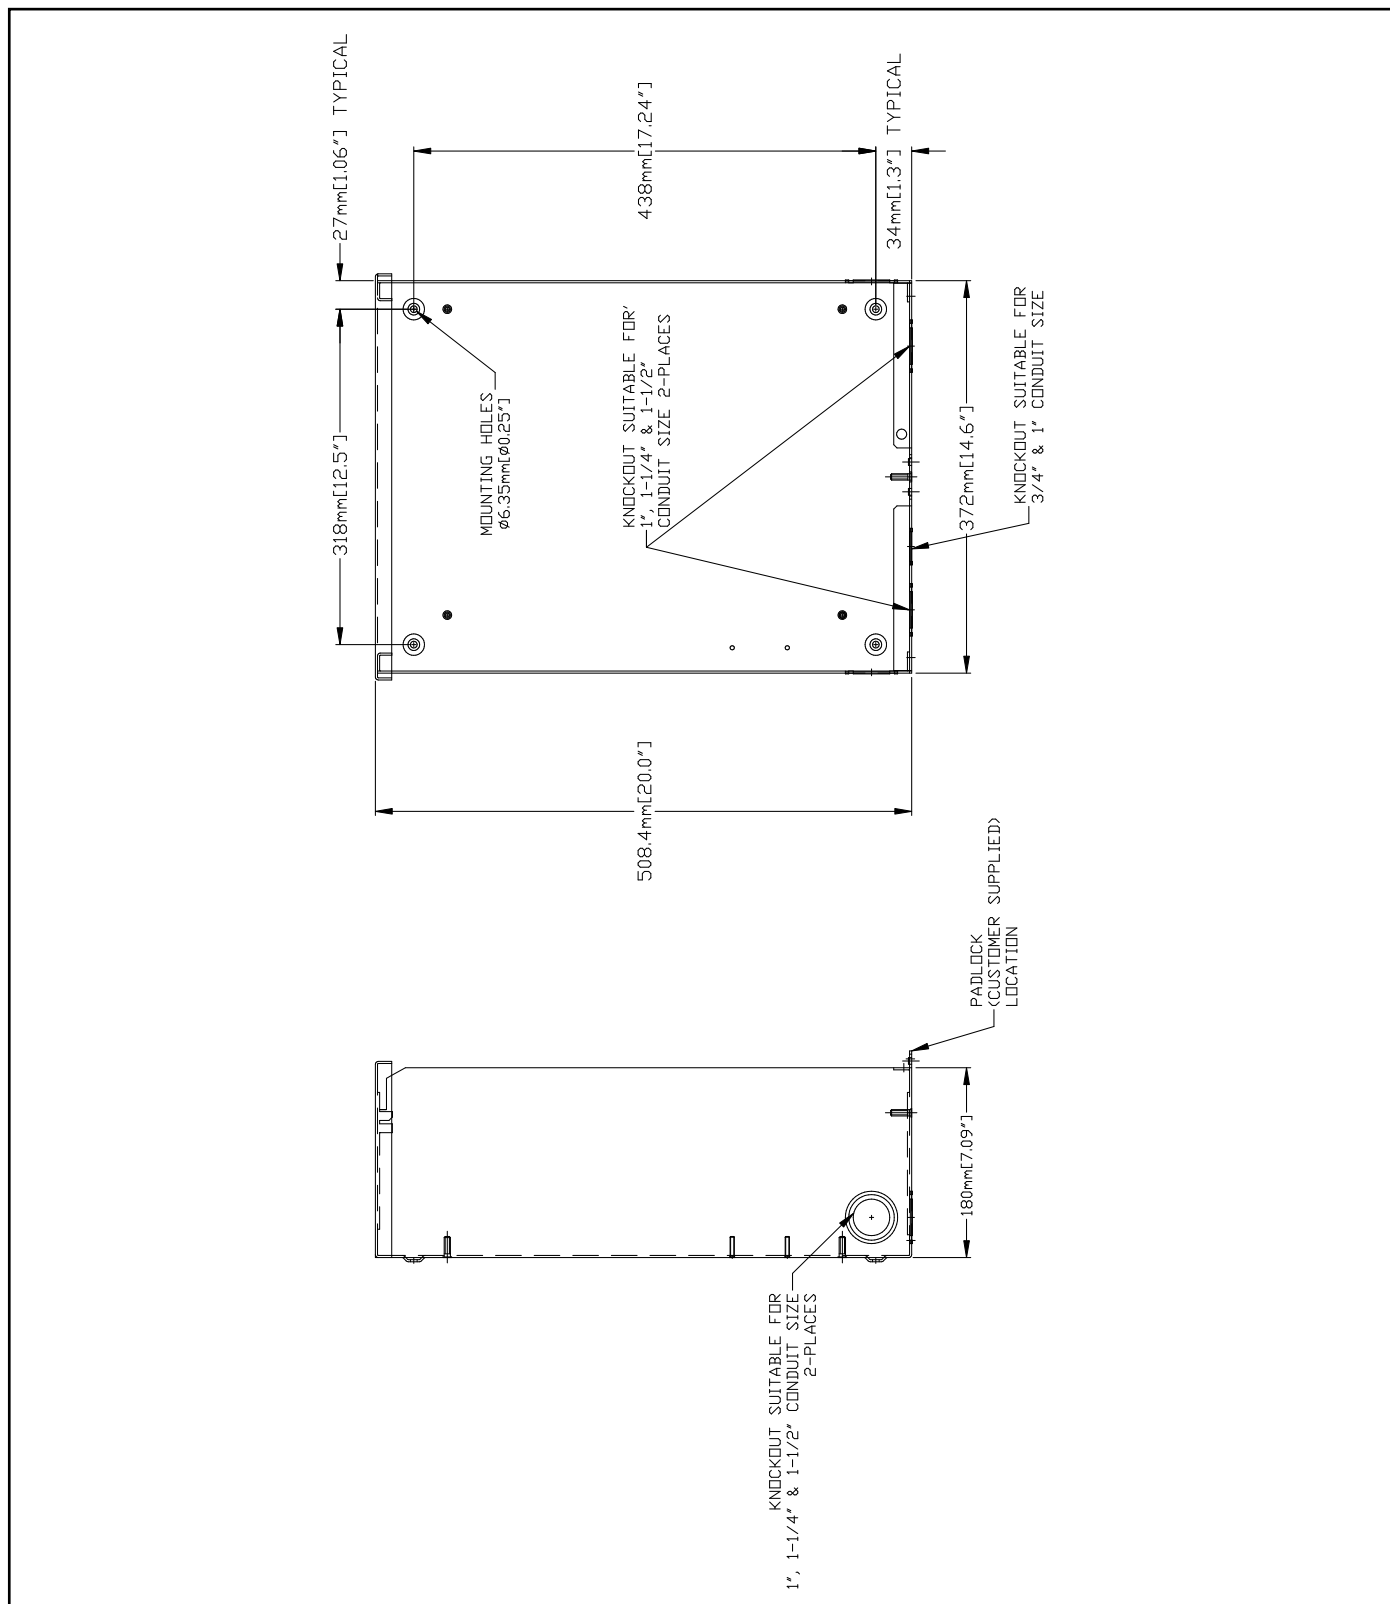 27mm[1.06"] TYPICAL
318mm[12.5"]
438mm[17.24"]
34mm[1.3"] TYPICAL
MOUNTING HOLES
ø6.35mm[ø0.25"]
KNOCKOUT SUITABLE FOR'
1", 1-1/4" & 1-1/2"
CONDUIT SIZE 2-PLACES
372mm[14.6"]
KNOCKOUT SUITABLE FOR
3/4" & 1" CONDUIT SIZE
508.4mm[20.0"]
PADLOCK
(CUSTOMER SUPPLIED)
LOCATION
180mm[7.09"]
KNOCKOUT SUITABLE FOR
1", 1-1/4" & 1-1/2" CONDUIT SIZE
2-PLACES